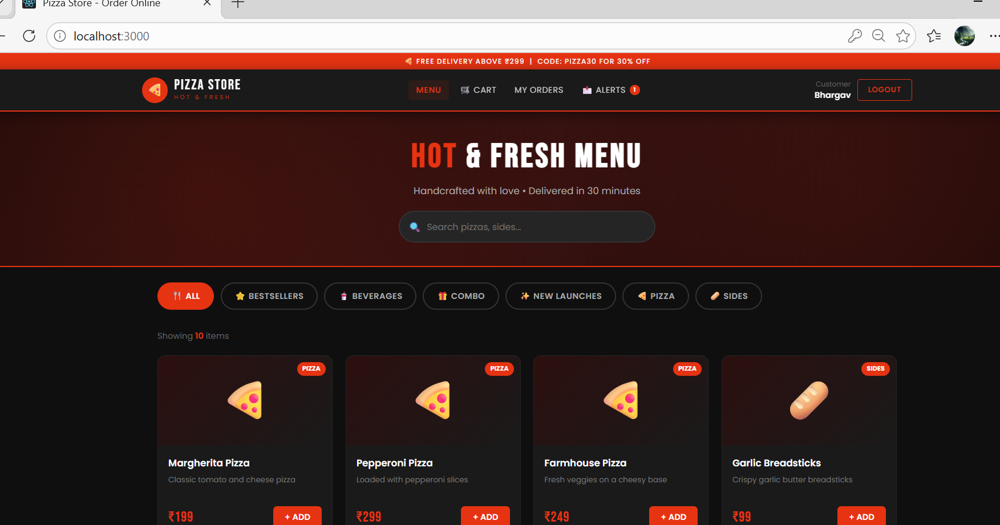 Pizza Store - Order Online
localhost:3000
FREE DELIVERY ABOVE ₹299 | CODE: PIZZA30 FOR 30% OFF
PIZZA STORE
HOT & FRESH
MENU
CART
MY ORDERS
ALERTS 1
Customer
Bhargav
LOGOUT
HOT & FRESH MENU
Handcrafted with love • Delivered in 30 minutes
Search pizzas, sides...
ALL
BESTSELLERS
BEVERAGES
COMBO
NEW LAUNCHES
PIZZA
SIDES
Showing 10 items
PIZZA
Margherita Pizza
Classic tomato and cheese pizza
₹199
+ ADD
PIZZA
Pepperoni Pizza
Loaded with pepperoni slices
₹299
+ ADD
PIZZA
Farmhouse Pizza
Fresh veggies on a cheesy base
₹249
+ ADD
SIDES
Garlic Breadsticks
Crispy garlic butter breadsticks
₹99
+ ADD